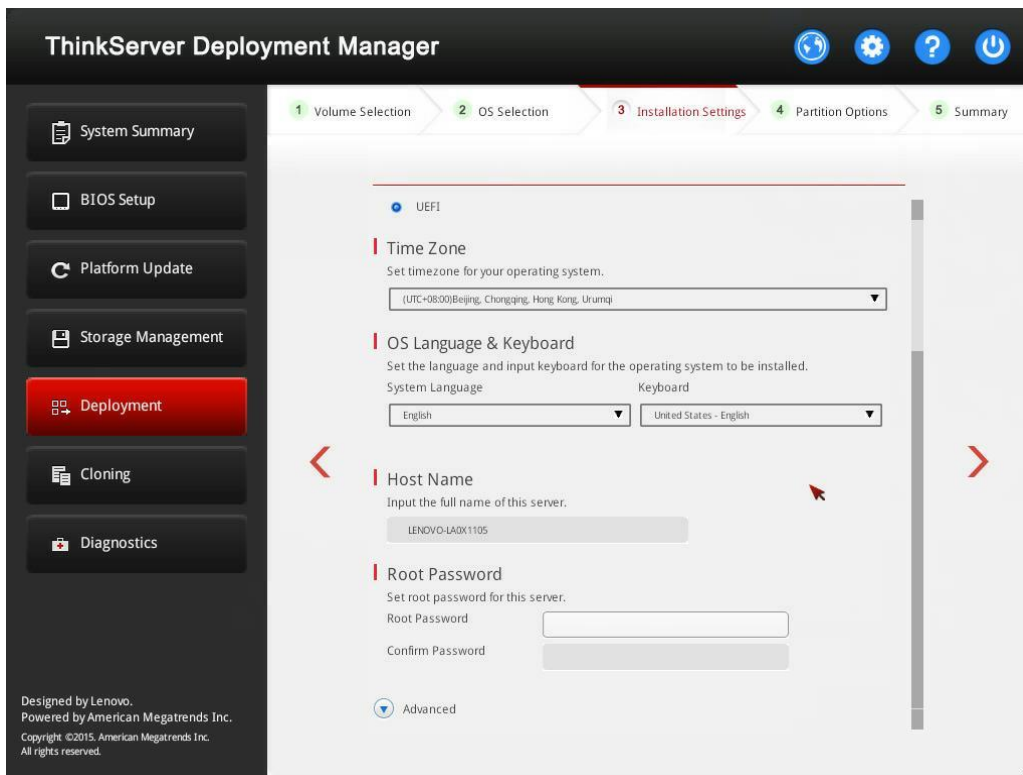 ThinkServer Deployment Manager
System Summary
BIOS Setup
Platform Update
Storage Management
Deployment
Cloning
Diagnostics
Designed by Lenovo.
Powered by American Megatrends Inc.
Copyright ©2015. American Megatrends Inc.
All rights reserved.
1 Volume Selection
2 OS Selection
3 Installation Settings
4 Partition Options
5 Summary
UEFI
Time Zone
Set timezone for your operating system.
(UTC+08:00)Beijing, Chongqing, Hong Kong, Urumqi
OS Language & Keyboard
Set the language and input keyboard for the operating system to be installed.
System Language Keyboard
English United States - English
Host Name
Input the full name of this server.
LENOVO-LA0X1105
Root Password
Set root password for this server.
Root Password
Confirm Password
Advanced